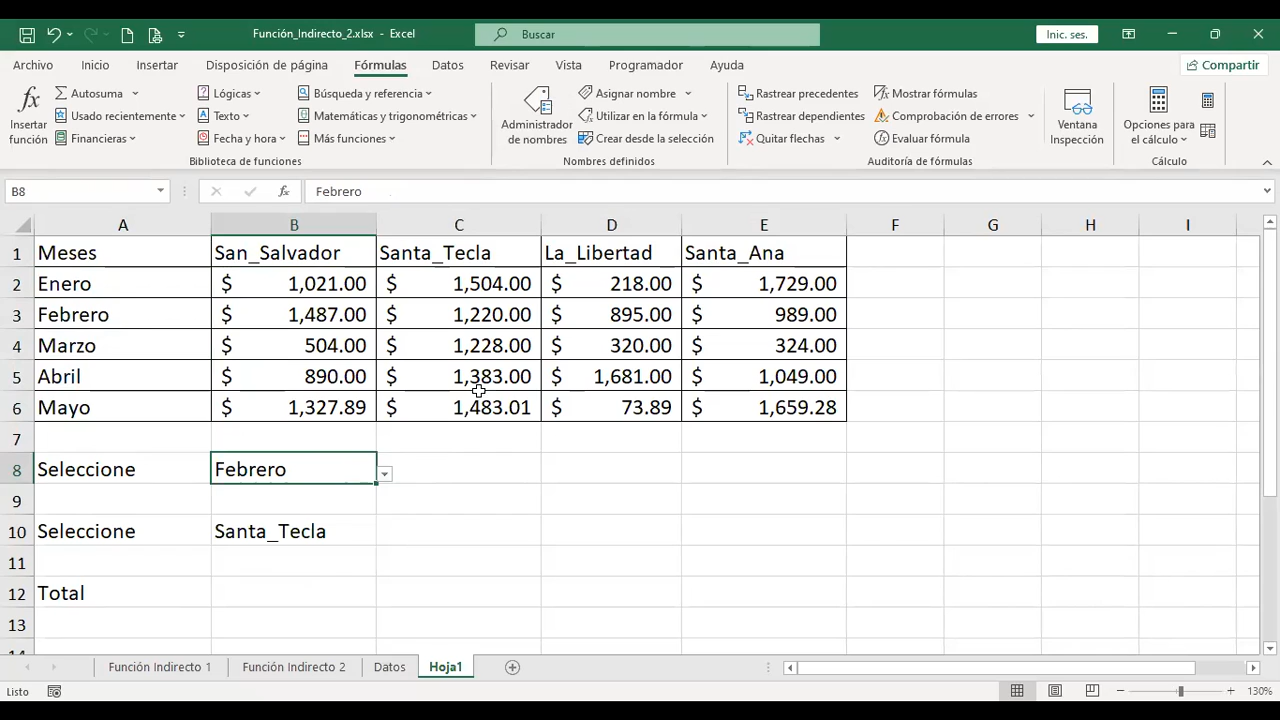 Función_Indirecto_2.xlsx - Excel
Buscar
Inic. ses.
Archivo Inicio Insertar Disposición de página Fórmulas Datos Revisar Vista Programador Ayuda Compartir
Insertar función
Autosuma
Usado recientemente
Financieras
Lógicas
Texto
Fecha y hora
Búsqueda y referencia
Matemáticas y trigonométricas
Más funciones
Biblioteca de funciones
Administrador de nombres
Asignar nombre
Utilizar en la fórmula
Crear desde la selección
Nombres definidos
Rastrear precedentes
Rastrear dependientes
Quitar flechas
Mostrar fórmulas
Comprobación de errores
Evaluar fórmula
Auditoría de fórmulas
Ventana Inspección
Opciones para el cálculo
Cálculo
B8 fx Febrero
A B C D E F G H I
1 Meses San_Salvador Santa_Tecla La_Libertad Santa_Ana
2 Enero $ 1,021.00 $ 1,504.00 $ 218.00 $ 1,729.00
3 Febrero $ 1,487.00 $ 1,220.00 $ 895.00 $ 989.00
4 Marzo $ 504.00 $ 1,228.00 $ 320.00 $ 324.00
5 Abril $ 890.00 $ 1,383.00 $ 1,681.00 $ 1,049.00
6 Mayo $ 1,327.89 $ 1,483.01 $ 73.89 $ 1,659.28
7
8 Seleccione Febrero
9
10 Seleccione Santa_Tecla
11
12 Total
13
14
Función Indirecto 1 Función Indirecto 2 Datos Hoja1
Listo 130%